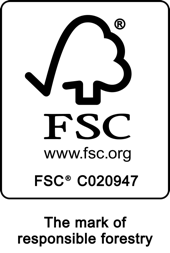 ®
FSC
www.fsc.org
FSC® C020947
The mark of
responsible forestry